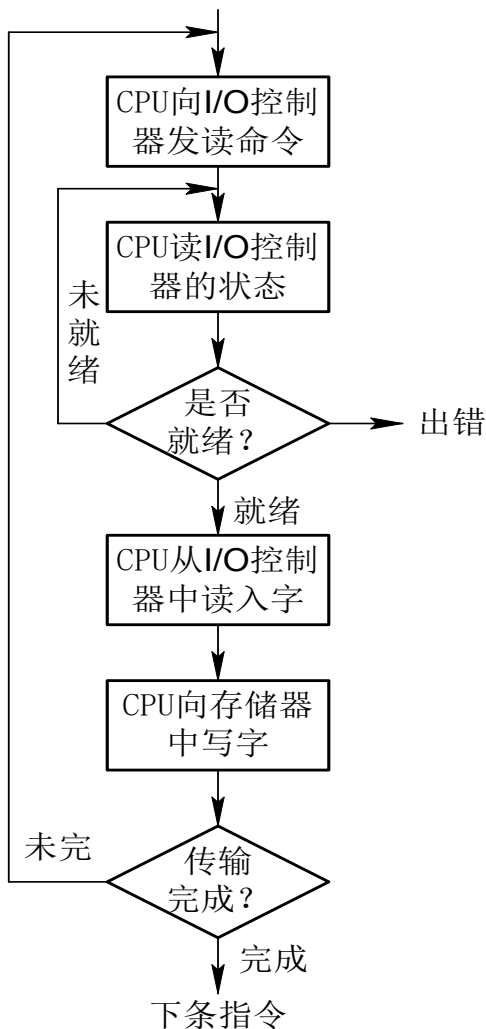 CPU向I/O控制
器发读命令
CPU读I/O控制
器的状态
未
就
绪
是否
就绪?
出错
就绪
CPU从I/O控制
器中读入字
CPU向存储器
中写字
未完
传输
完成?
完成
下条指令